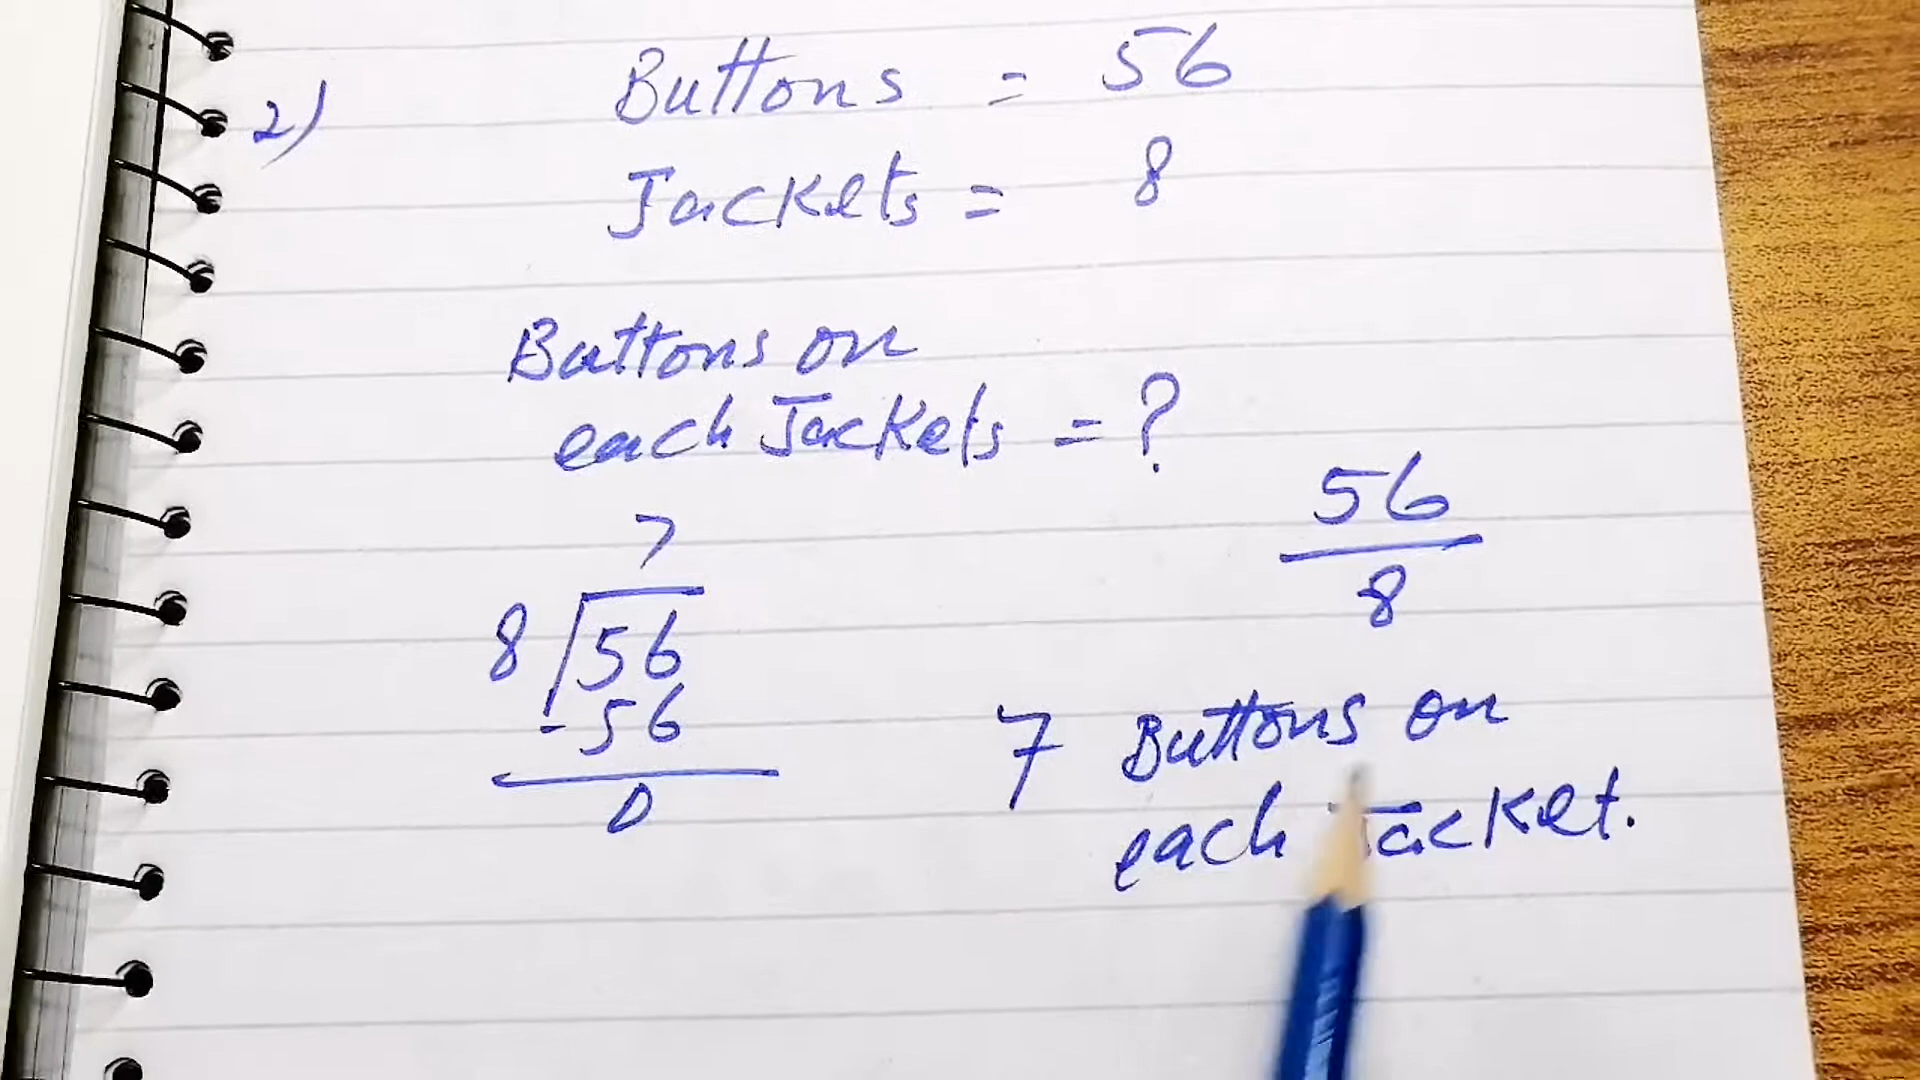 2)
Buttons = 56
Jackets = 8
Buttons on
each Jackets = ?
56
8
7
8 56
-56
0
7 Buttons on
each Jacket.